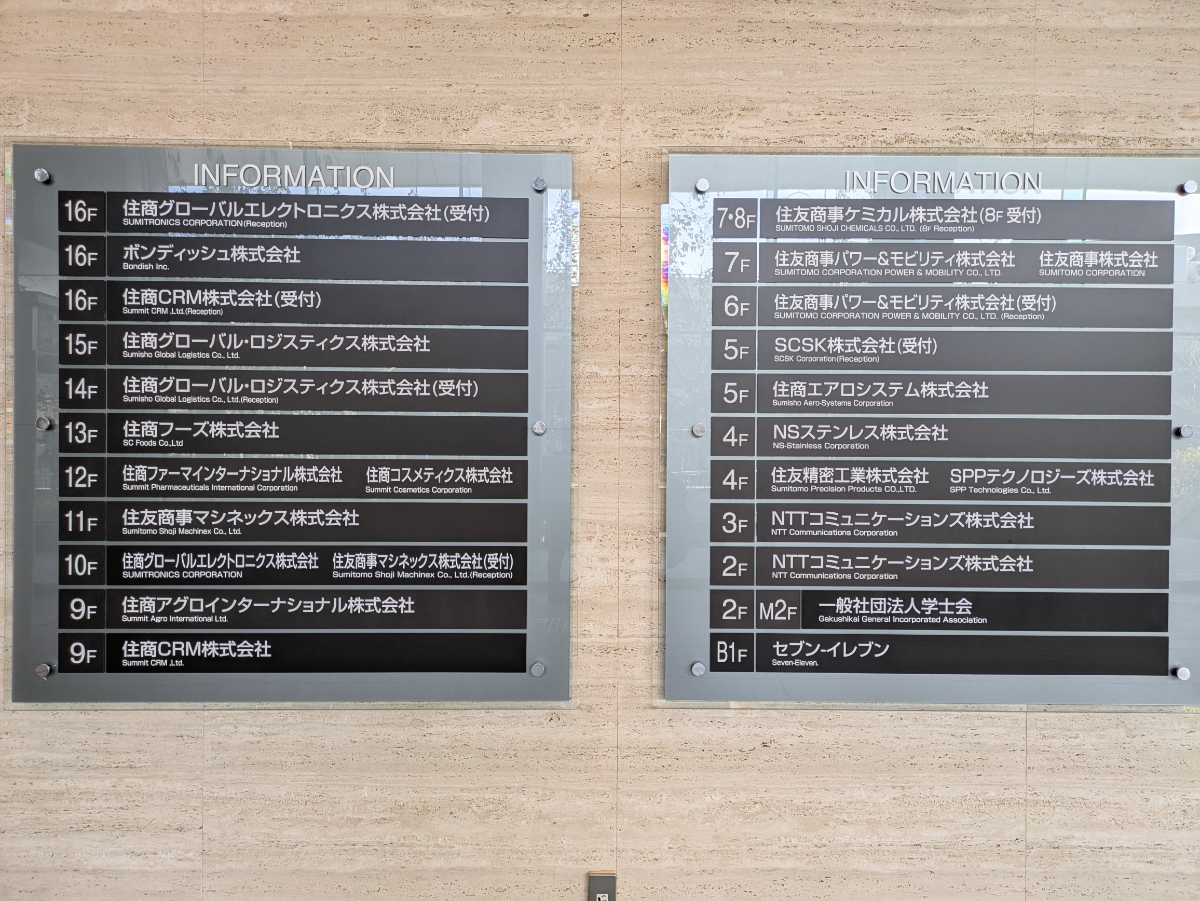 INFORMATION
16F 住商グローバルエレクトロニクス株式会社(受付)
SUMITRONICS CORPORATION(Reception)
16F ボンディッシュ株式会社
Bondish Inc.
16F 住商CRM株式会社(受付)
Summit CRM ,Ltd.(Reception)
15F 住商グローバル・ロジスティクス株式会社
Sumisho Global Logistics Co., Ltd.
14F 住商グローバル・ロジスティクス株式会社(受付)
Sumisho Global Logistics Co., Ltd.(Reception)
13F 住商フーズ株式会社
SC Foods Co.,Ltd
12F 住商ファーマインターナショナル株式会社 住商コスメティクス株式会社
Summit Pharmaceuticals International Corporation Summit Cosmetics Corporation
11F 住友商事マシネックス株式会社
Sumitomo Shoji Machinex Co., Ltd.
10F 住商グローバルエレクトロニクス株式会社 住友商事マシネックス株式会社(受付)
SUMITRONICS CORPORATION Sumitomo Shoji Machinex Co., Ltd.(Reception)
9F 住商アグロインターナショナル株式会社
Summit Agro International Ltd.
9F 住商CRM株式会社
Summit CRM ,Ltd.
INFORMATION
7・8F 住友商事ケミカル株式会社(8F 受付)
SUMITOMO SHOJI CHEMICALS CO., LTD. (8F Reception)
7F 住友商事パワー&モビリティ株式会社 住友商事株式会社
SUMITOMO CORPORATION POWER & MOBILITY CO., LTD. SUMITOMO CORPORATION
6F 住友商事パワー&モビリティ株式会社(受付)
SUMITOMO CORPORATION POWER & MOBILITY CO., LTD. (Reception)
5F SCSK株式会社(受付)
SCSK Corporation(Reception)
5F 住商エアロシステム株式会社
Sumisho Aero-Systems Corporation
4F NSステンレス株式会社
NS-Stainless Corporation
4F 住友精密工業株式会社 SPPテクノロジーズ株式会社
Sumitomo Precision Products CO.,LTD. SPP Technologies Co., Ltd.
3F NTTコミュニケーションズ株式会社
NTT Communications Corporation
2F NTTコミュニケーションズ株式会社
NTT Communications Corporation
2F M2F 一般社団法人学士会
Gakushikai General Incorporated Association
B1F セブン-イレブン
Seven-Eleven.